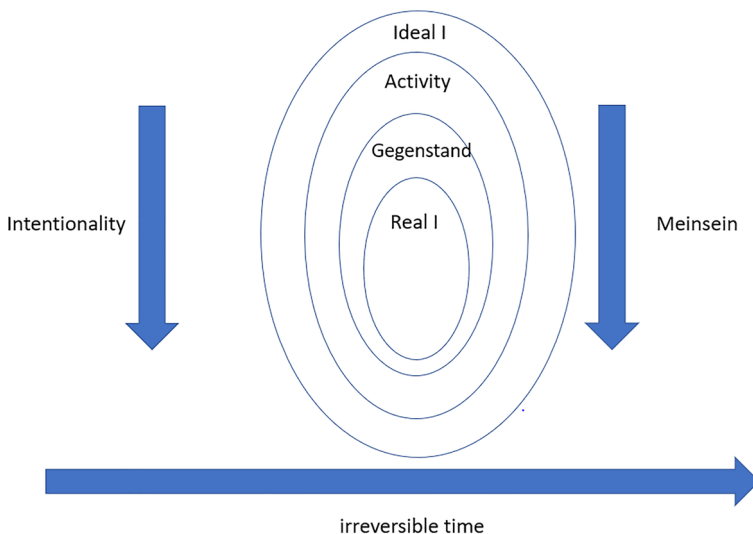 Ideal I
Activity
Gegenstand
Real I
Intentionality
Meinsein
irreversible time